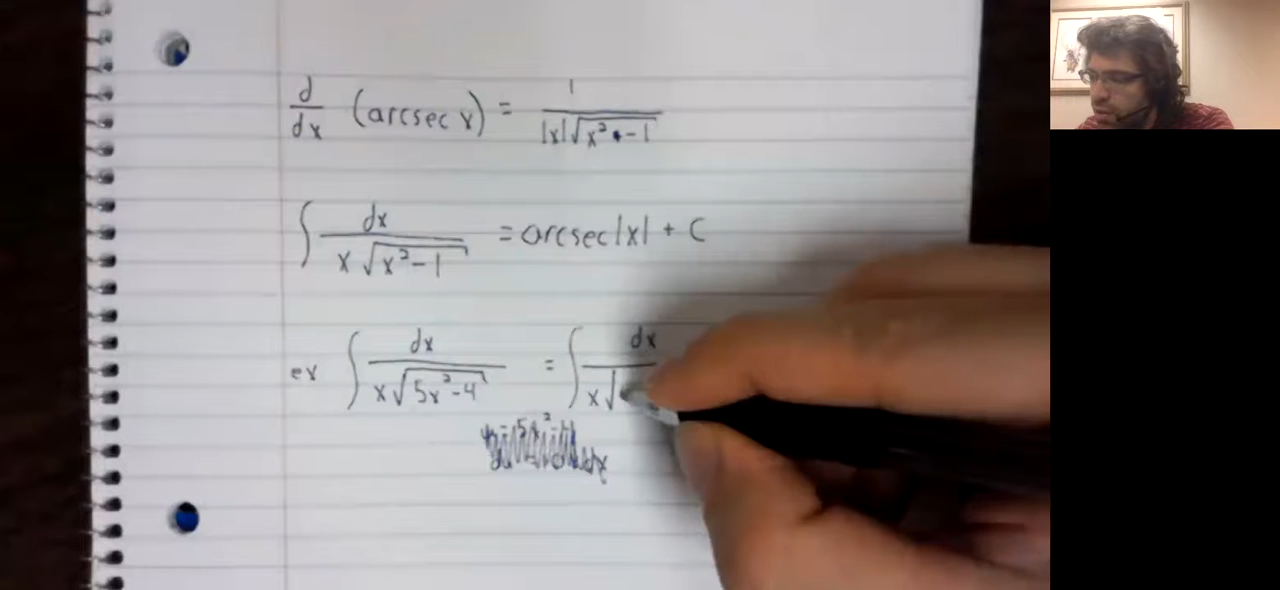 d/dx (arcsec x) = 1/(|x|√(x²-1))
∫ dx/(x√(x²-1)) = arcsec|x| + C
ex ∫ dx/(x√(5x²-4)) = ∫ dx/(x√